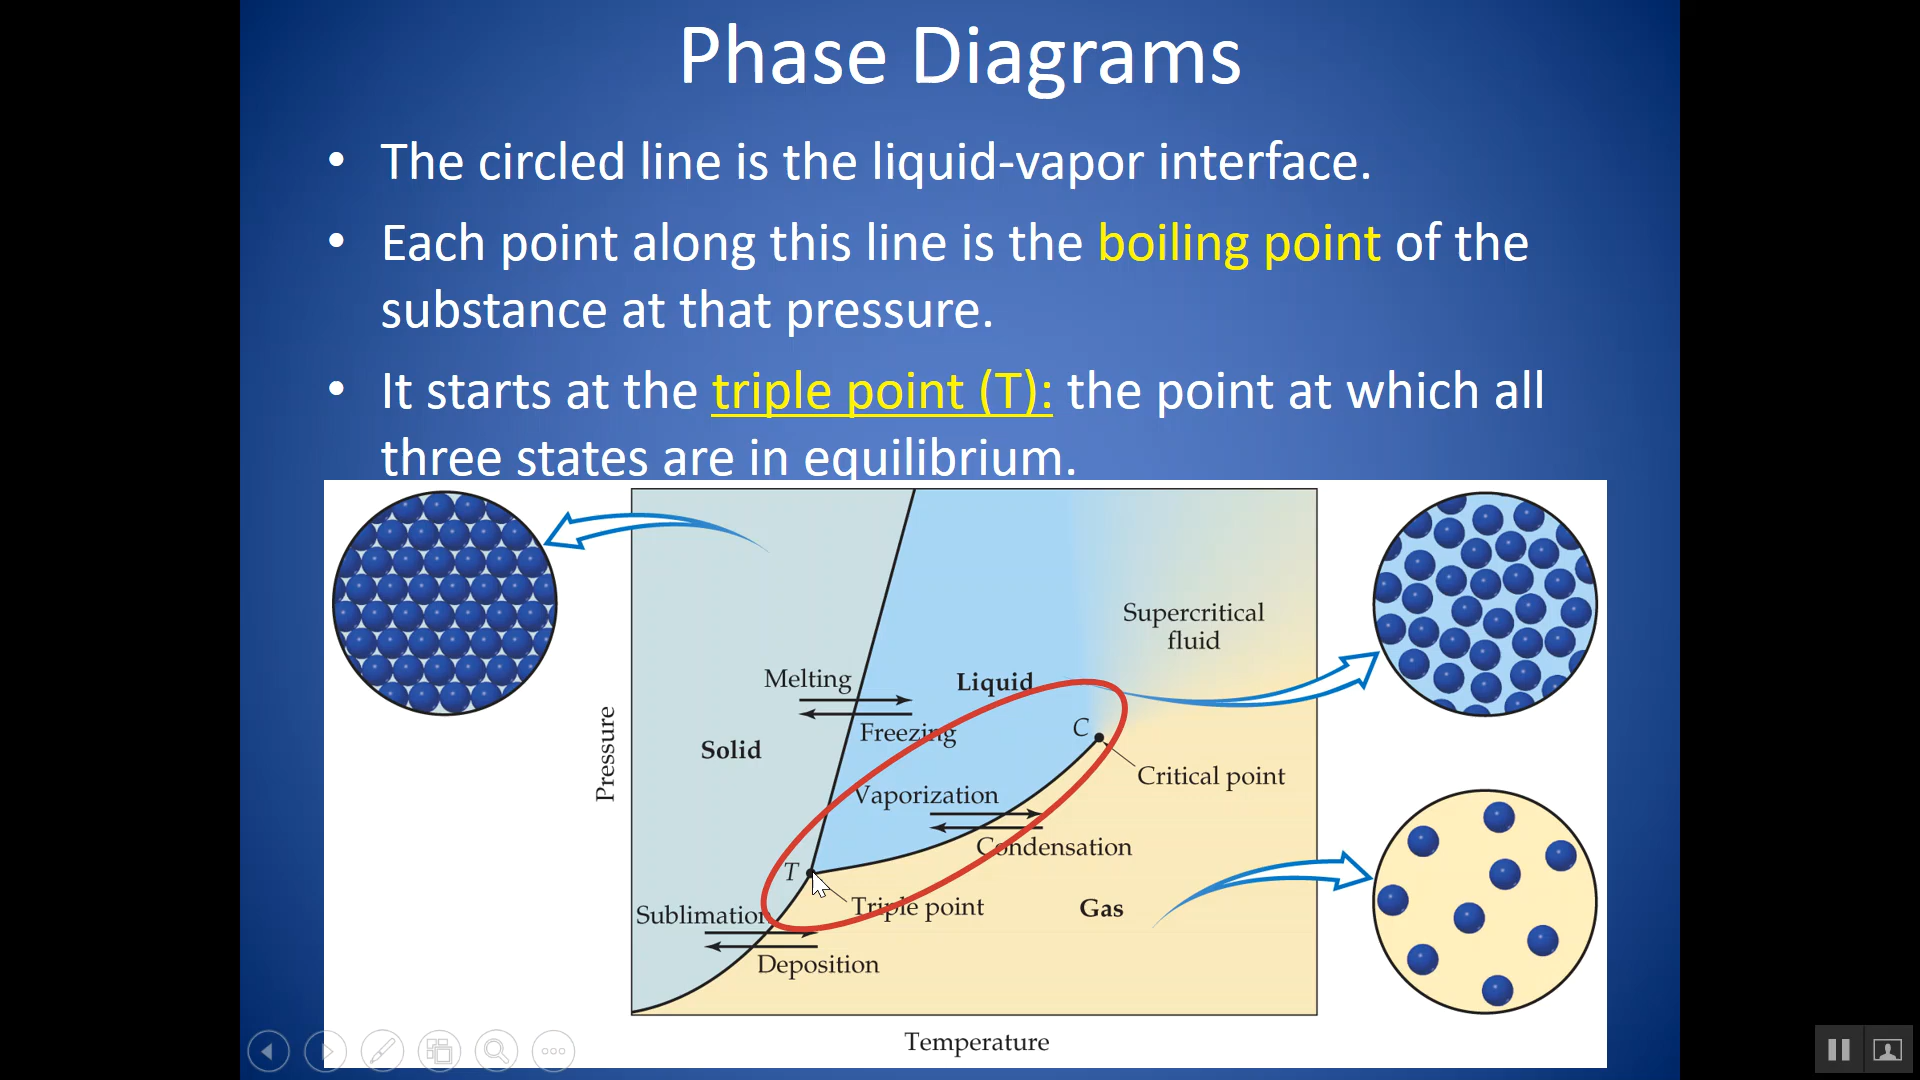 Phase Diagrams
• The circled line is the liquid-vapor interface.
• Each point along this line is the boiling point of the
substance at that pressure.
• It starts at the triple point (T): the point at which all
three states are in equilibrium.
Supercritical
fluid
Melting
Liquid
Freezing
Solid
C
Critical point
Pressure
Vaporization
Condensation
T
Triple point
Gas
Sublimation
Deposition
Temperature